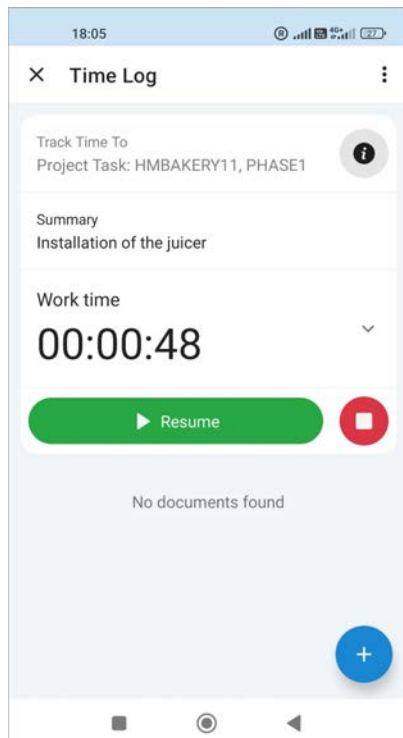 18:05
27
Time Log
Track Time To
Project Task: HMBAKERY11, PHASE1
Summary
Installation of the juicer
Work time
00:00:48
Resume
No documents found